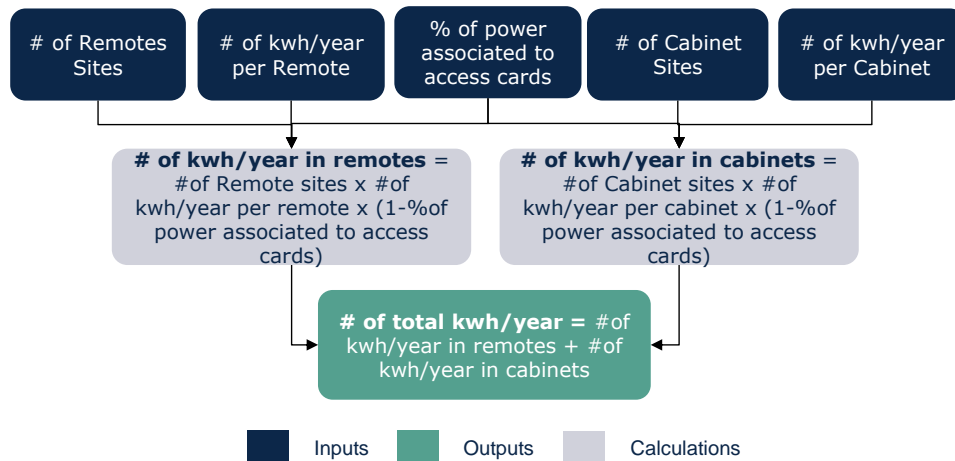 # of Remotes
Sites
# of kwh/year
per Remote
% of power
associated to
access cards
# of Cabinet
Sites
# of kwh/year
per Cabinet
# of kwh/year in remotes =
#of Remote sites x #of
kwh/year per remote x (1-%of
power associated to access
cards)
# of kwh/year in cabinets =
#of Cabinet sites x #of
kwh/year per cabinet x (1-%of
power associated to access
cards)
# of total kwh/year = #of
kwh/year in remotes + #of
kwh/year in cabinets
Inputs
Outputs
Calculations